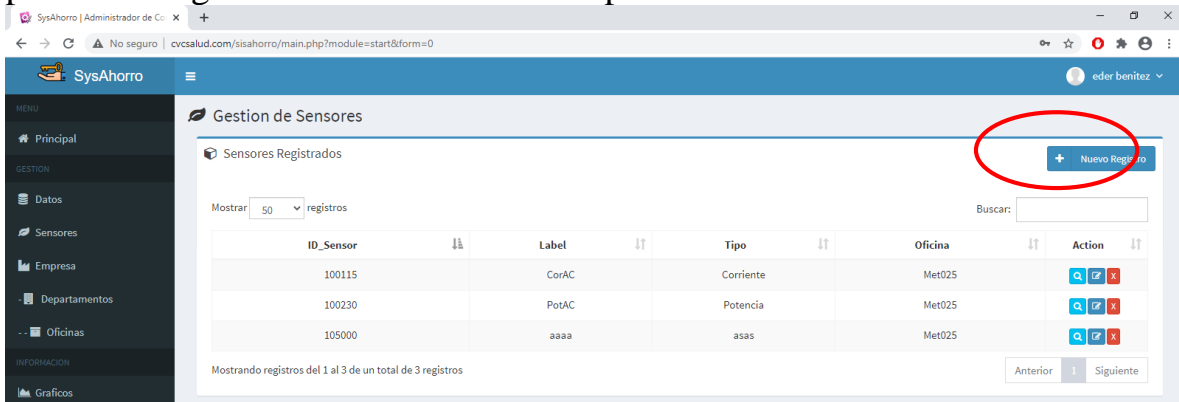 SysAhorro | Administrador de Co
No seguro | cvcsalud.com/sisahorro/main.php?module=start&form=0
SysAhorro
eder benitez
MENU
Principal
GESTION
Datos
Sensores
Empresa
- Departamentos
- - Oficinas
INFORMACION
Graficos
Gestion de Sensores
Sensores Registrados
+ Nuevo Registro
Mostrar 50 registros
Buscar:
ID_Sensor Label Tipo Oficina Action
100115 CorAC Corriente Met025 X
100230 PotAC Potencia Met025 X
105000 aaaa asas Met025 X
Mostrando registros del 1 al 3 de un total de 3 registros
Anterior 1 Siguiente